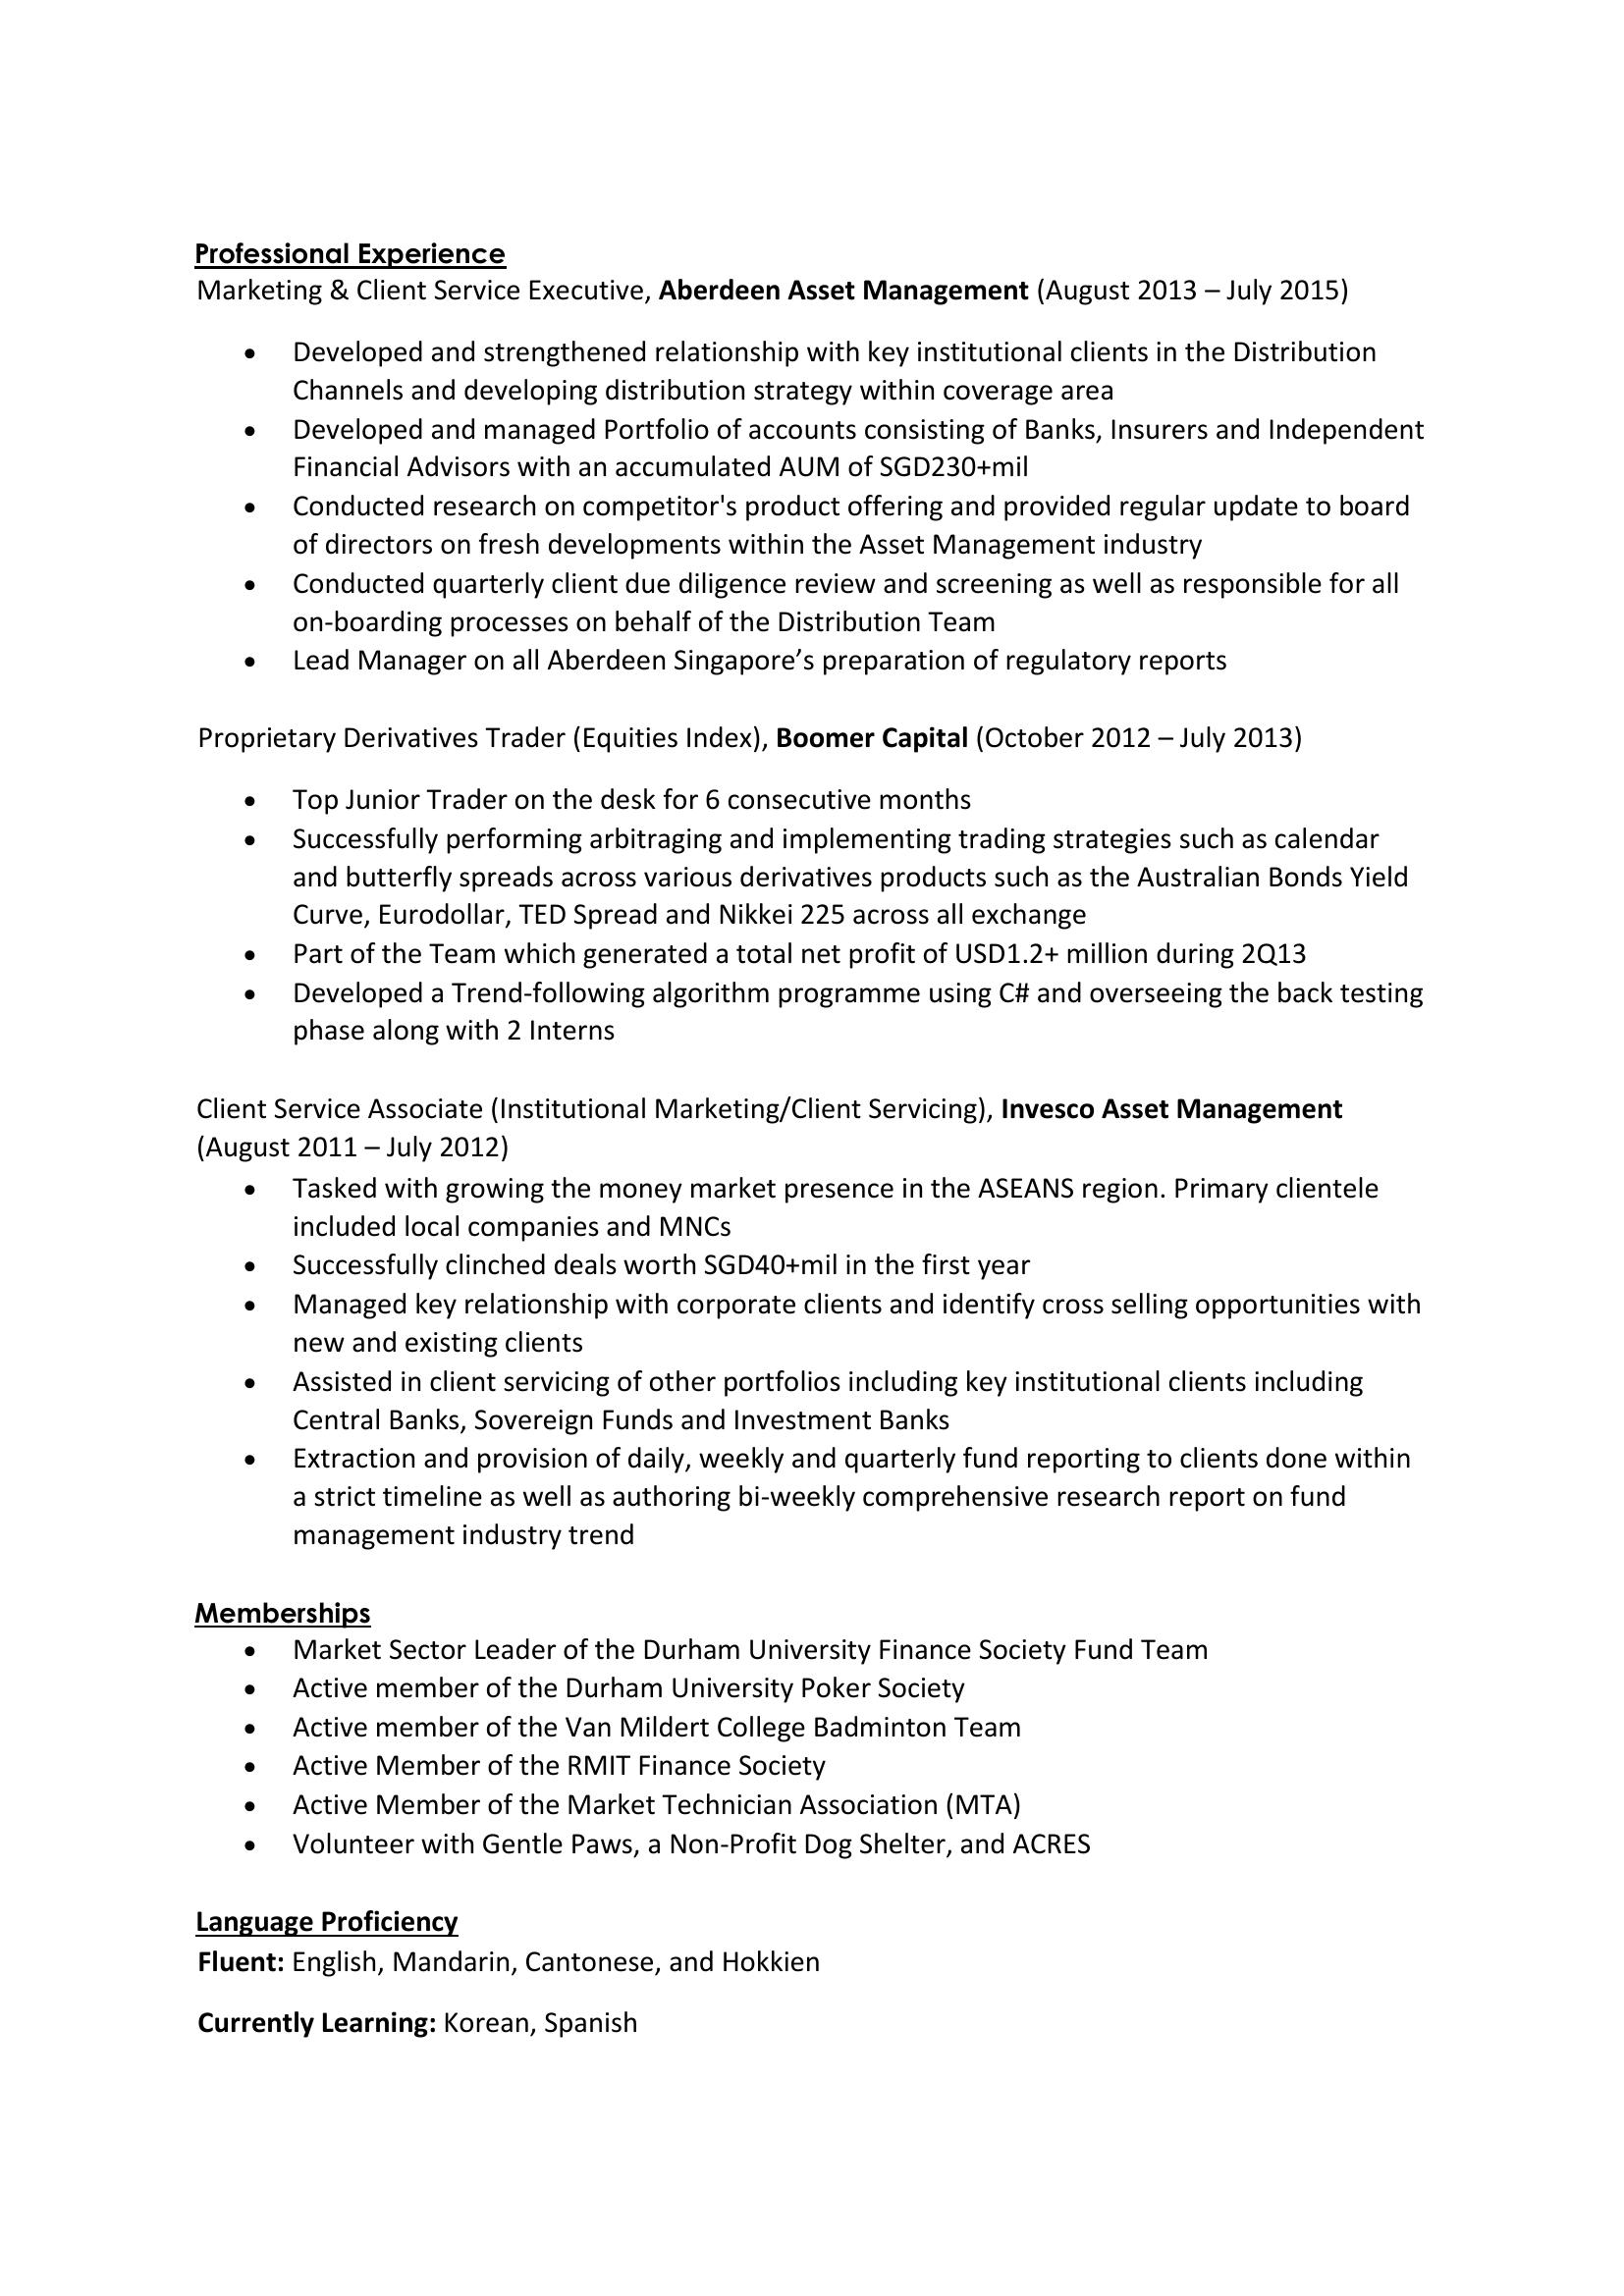 Professional Experience
Marketing & Client Service Executive, Aberdeen Asset Management (August 2013 – July 2015)
• Developed and strengthened relationship with key institutional clients in the Distribution
Channels and developing distribution strategy within coverage area
• Developed and managed Portfolio of accounts consisting of Banks, Insurers and Independent
Financial Advisors with an accumulated AUM of SGD230+mil
• Conducted research on competitor's product offering and provided regular update to board
of directors on fresh developments within the Asset Management industry
• Conducted quarterly client due diligence review and screening as well as responsible for all
on-boarding processes on behalf of the Distribution Team
• Lead Manager on all Aberdeen Singapore’s preparation of regulatory reports
Proprietary Derivatives Trader (Equities Index), Boomer Capital (October 2012 – July 2013)
• Top Junior Trader on the desk for 6 consecutive months
• Successfully performing arbitraging and implementing trading strategies such as calendar
and butterfly spreads across various derivatives products such as the Australian Bonds Yield
Curve, Eurodollar, TED Spread and Nikkei 225 across all exchange
• Part of the Team which generated a total net profit of USD1.2+ million during 2Q13
• Developed a Trend-following algorithm programme using C# and overseeing the back testing
phase along with 2 Interns
Client Service Associate (Institutional Marketing/Client Servicing), Invesco Asset Management
(August 2011 – July 2012)
• Tasked with growing the money market presence in the ASEANS region. Primary clientele
included local companies and MNCs
• Successfully clinched deals worth SGD40+mil in the first year
• Managed key relationship with corporate clients and identify cross selling opportunities with
new and existing clients
• Assisted in client servicing of other portfolios including key institutional clients including
Central Banks, Sovereign Funds and Investment Banks
• Extraction and provision of daily, weekly and quarterly fund reporting to clients done within
a strict timeline as well as authoring bi-weekly comprehensive research report on fund
management industry trend
Memberships
• Market Sector Leader of the Durham University Finance Society Fund Team
• Active member of the Durham University Poker Society
• Active member of the Van Mildert College Badminton Team
• Active Member of the RMIT Finance Society
• Active Member of the Market Technician Association (MTA)
• Volunteer with Gentle Paws, a Non-Profit Dog Shelter, and ACRES
Language Proficiency
Fluent: English, Mandarin, Cantonese, and Hokkien
Currently Learning: Korean, Spanish